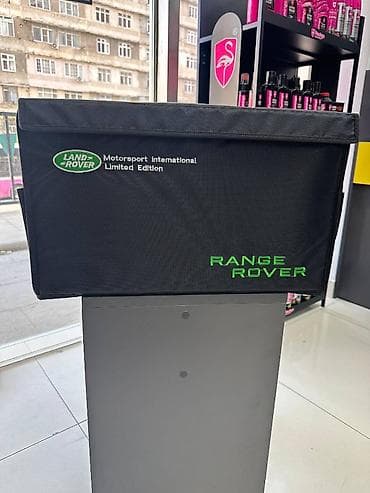 LAND-
-ROVER
Motorsport International
Limited Edition
RANGE
ROVER